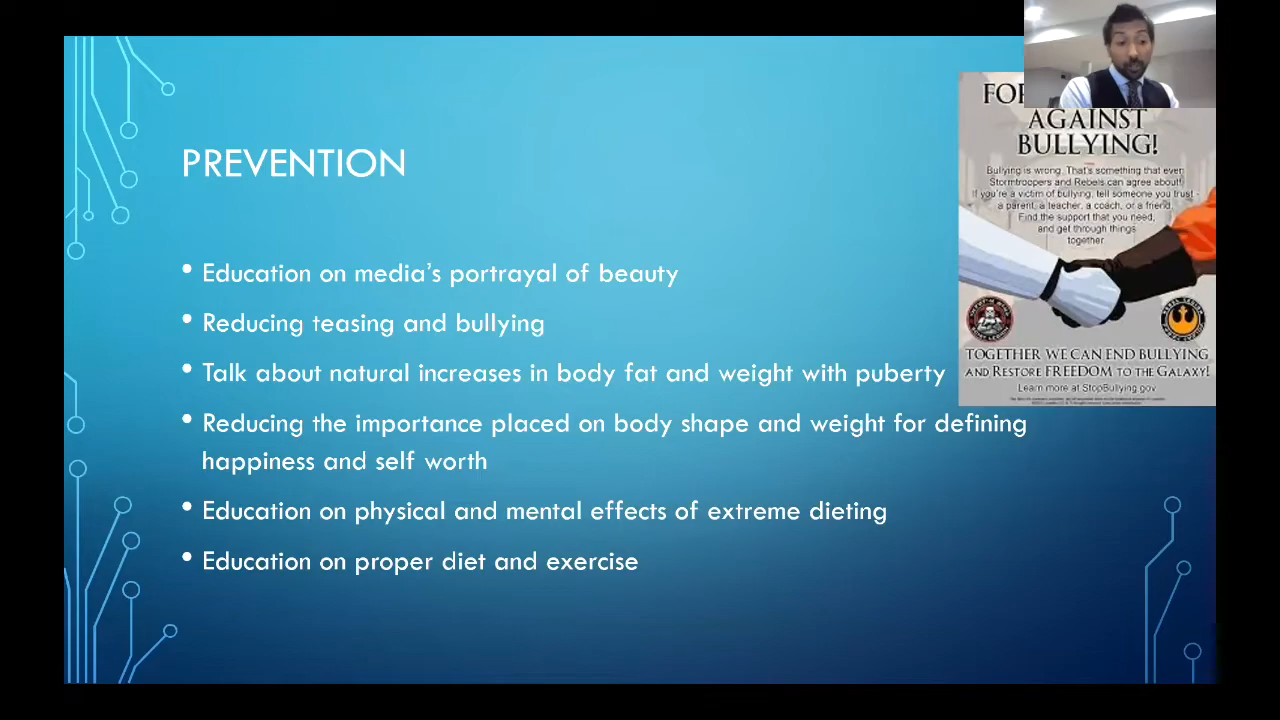 PREVENTION
• Education on media's portrayal of beauty
• Reducing teasing and bullying
• Talk about natural increases in body fat and weight with puberty
• Reducing the importance placed on body shape and weight for defining
happiness and self worth
• Education on physical and mental effects of extreme dieting
• Education on proper diet and exercise
AGAINST
BULLYING!
Bullying is wrong. That's something that even
Stormtroopers and Rebels can agree about!
If you're a victim of bullying, tell someone you trust -
a parent, a teacher, a coach, or a friend.
Find the support that you need,
and get through things
together.
TOGETHER WE CAN END BULLYING
AND RESTORE FREEDOM TO THE GALAXY!
Learn more at StopBullying.gov